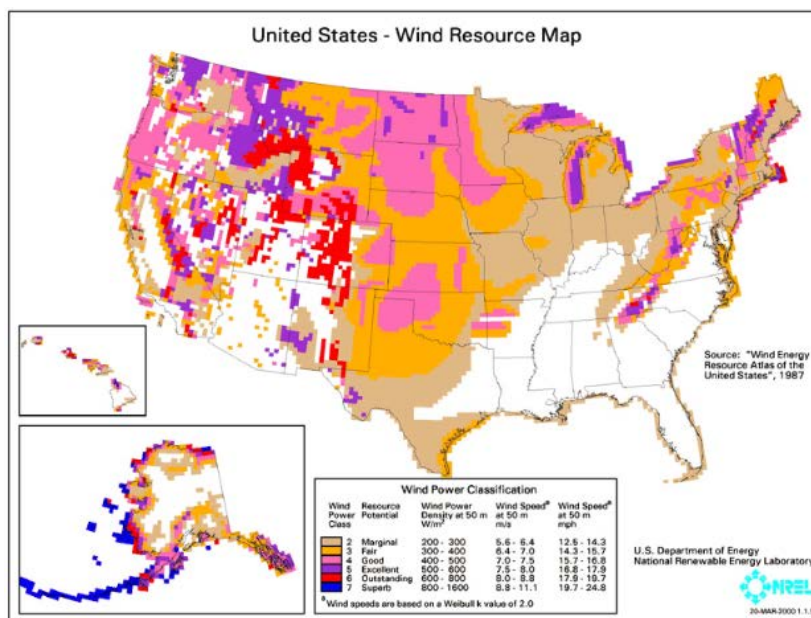 United States - Wind Resource Map
Source: "Wind Energy
Resource Atlas of the
United States", 1987
Wind Power Classification
Wind Power Class
Resource Potential
Wind Power Density at 50 m W/m²
Wind Speedᵃ at 50 m m/s
Wind Speedᵃ at 50 m mph
2 Marginal 200 - 300 5.6 - 6.4 12.5 - 14.3
3 Fair 300 - 400 6.4 - 7.0 14.3 - 15.7
4 Good 400 - 500 7.0 - 7.5 15.7 - 16.8
5 Excellent 500 - 600 7.5 - 8.0 16.8 - 17.9
6 Outstanding 600 - 800 8.0 - 8.8 17.9 - 19.7
7 Superb 800 - 1600 8.8 - 11.1 19.7 - 24.8
ᵃWind speeds are based on a Weibull k value of 2.0
U.S. Department of Energy
National Renewable Energy Laboratory
NREL
20-MAR-2000 1.1.